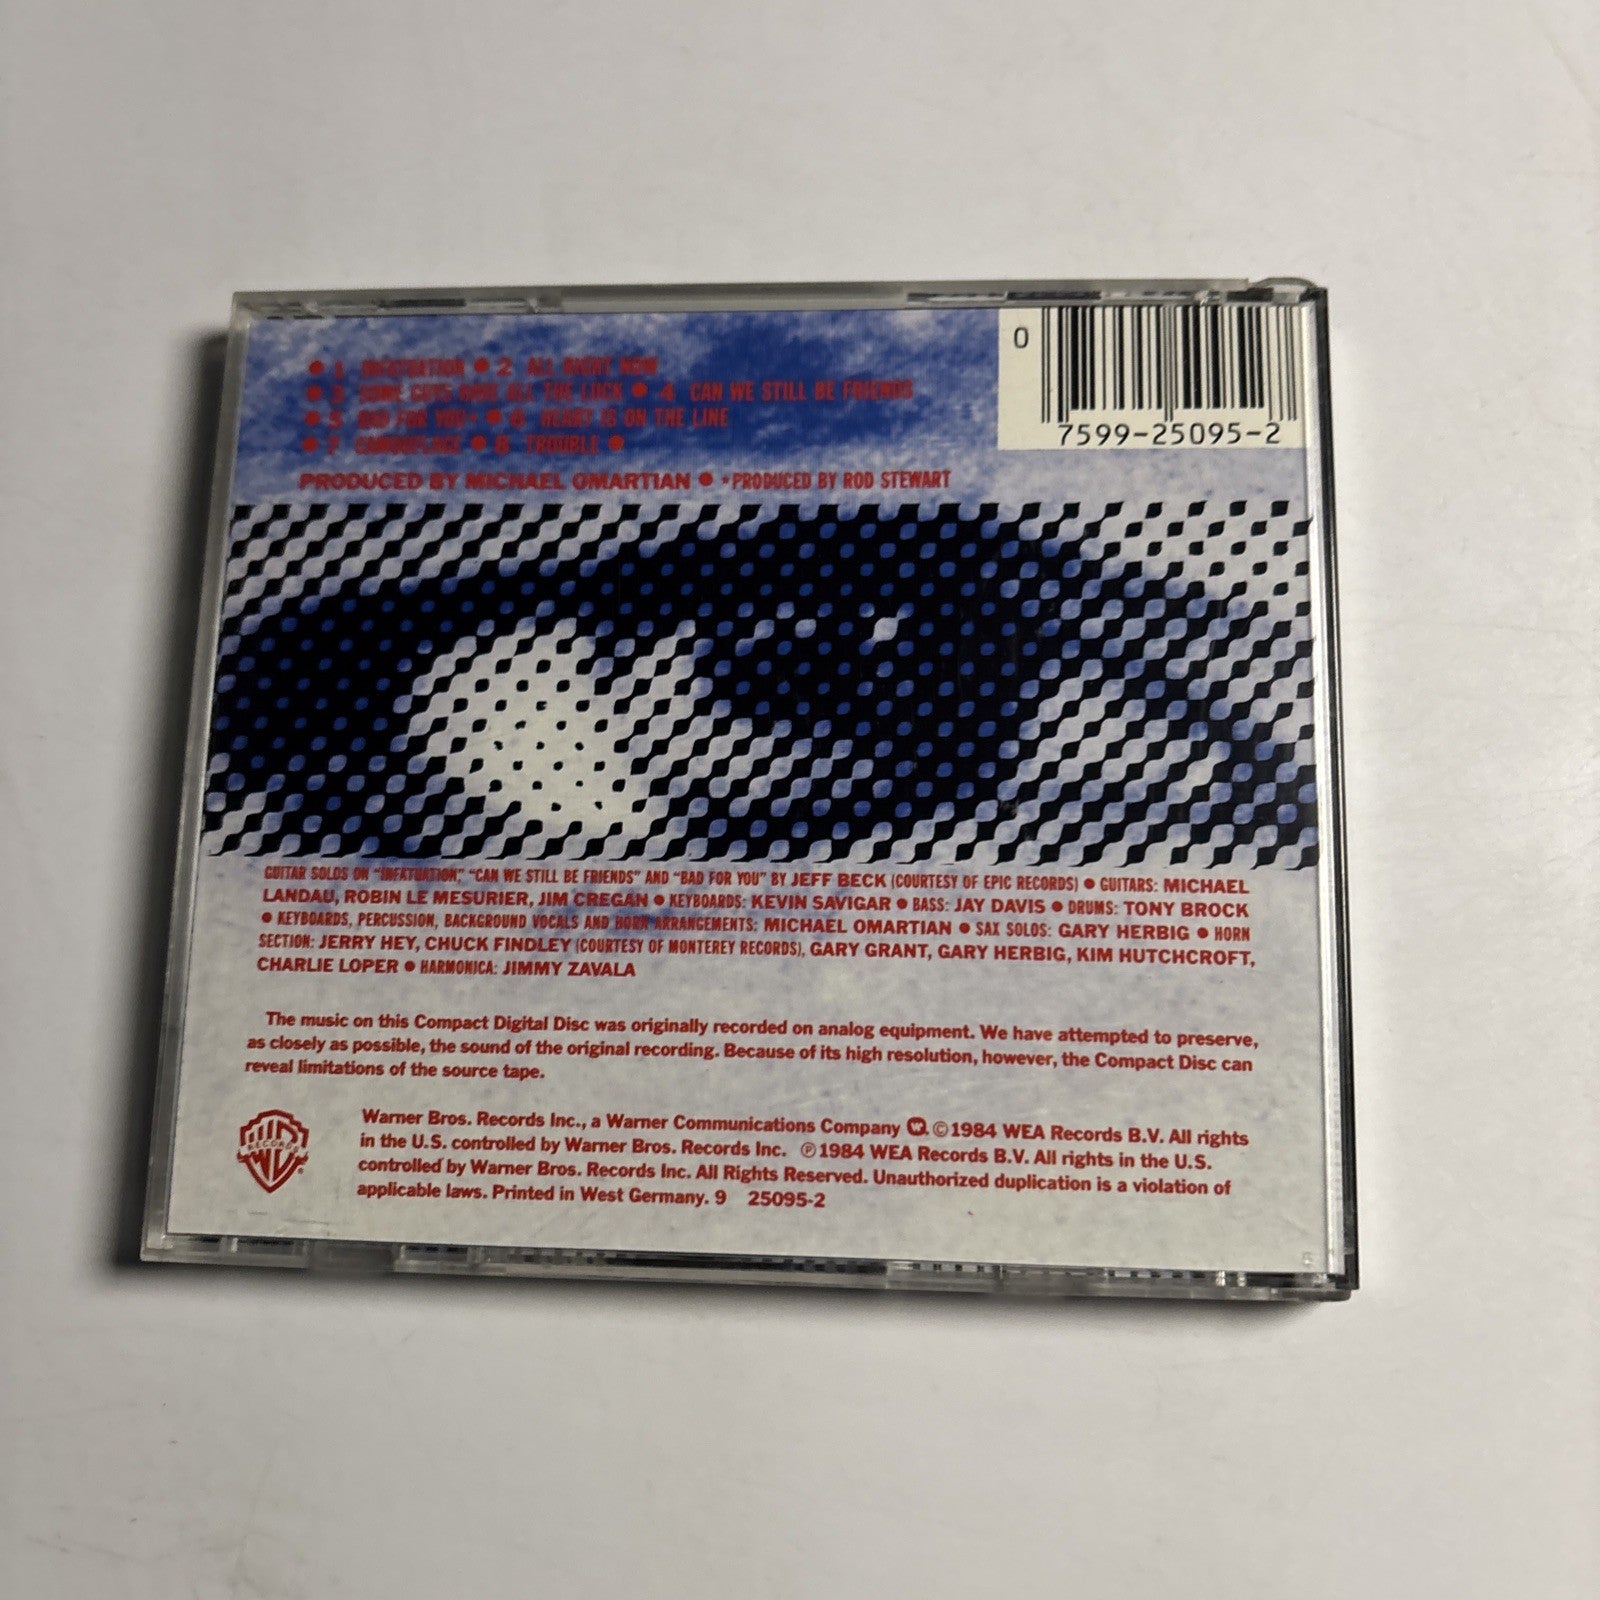 ● 1 INFATUATION ● 2 ALL RIGHT NOW
● 3 SOME GUYS HAVE ALL THE LUCK ● 4 CAN WE STILL BE FRIENDS
● 5 BAD FOR YOU* ● 6 HEART IS ON THE LINE
● 7 CAMOUFLAGE ● 8 TROUBLE ●
PRODUCED BY MICHAEL OMARTIAN ● *PRODUCED BY ROD STEWART
0
7599-25095-2
GUITAR SOLOS ON "INFATUATION," "CAN WE STILL BE FRIENDS" AND "BAD FOR YOU" BY JEFF BECK (COURTESY OF EPIC RECORDS) ● GUITARS: MICHAEL
LANDAU, ROBIN LE MESURIER, JIM CREGAN ● KEYBOARDS: KEVIN SAVIGAR ● BASS: JAY DAVIS ● DRUMS: TONY BROCK
● KEYBOARDS, PERCUSSION, BACKGROUND VOCALS AND HORN ARRANGEMENTS: MICHAEL OMARTIAN ● SAX SOLOS: GARY HERBIG ● HORN
SECTION: JERRY HEY, CHUCK FINDLEY (COURTESY OF MONTEREY RECORDS), GARY GRANT, GARY HERBIG, KIM HUTCHCROFT,
CHARLIE LOPER ● HARMONICA: JIMMY ZAVALA
The music on this Compact Digital Disc was originally recorded on analog equipment. We have attempted to preserve,
as closely as possible, the sound of the original recording. Because of its high resolution, however, the Compact Disc can
reveal limitations of the source tape.
RECORDS
Warner Bros. Records Inc., a Warner Communications Company ©1984 WEA Records B.V. All rights
in the U.S. controlled by Warner Bros. Records Inc. ℗1984 WEA Records B.V. All rights in the U.S.
controlled by Warner Bros. Records Inc. All Rights Reserved. Unauthorized duplication is a violation of
applicable laws. Printed in West Germany. 9 25095-2